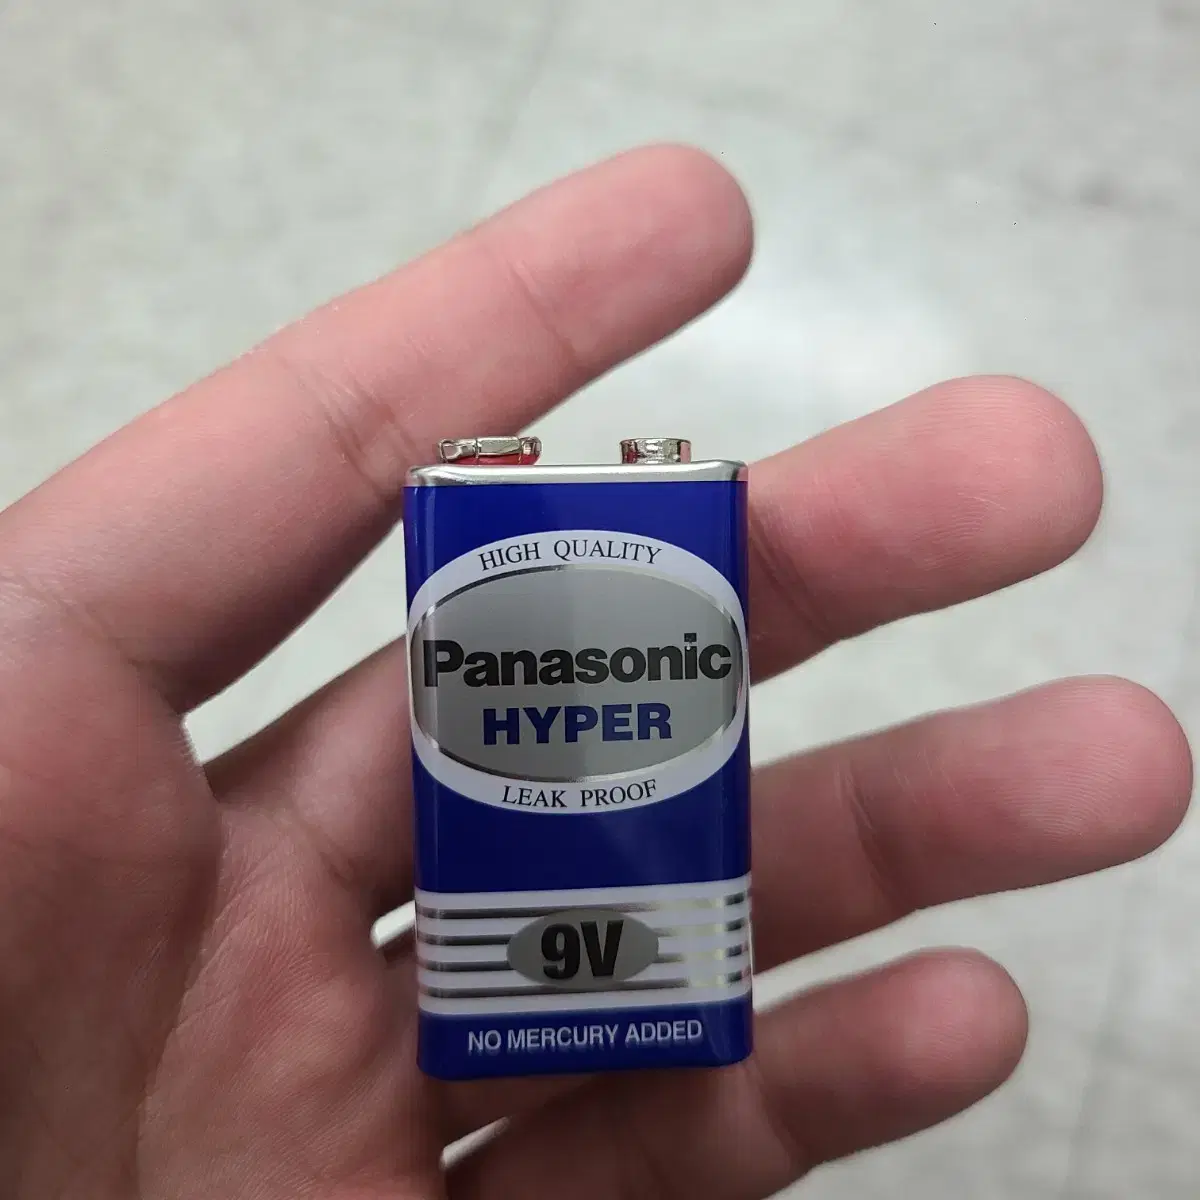 HIGH QUALITY
Panasonic
HYPER
LEAK PROOF
9V
NO MERCURY ADDED